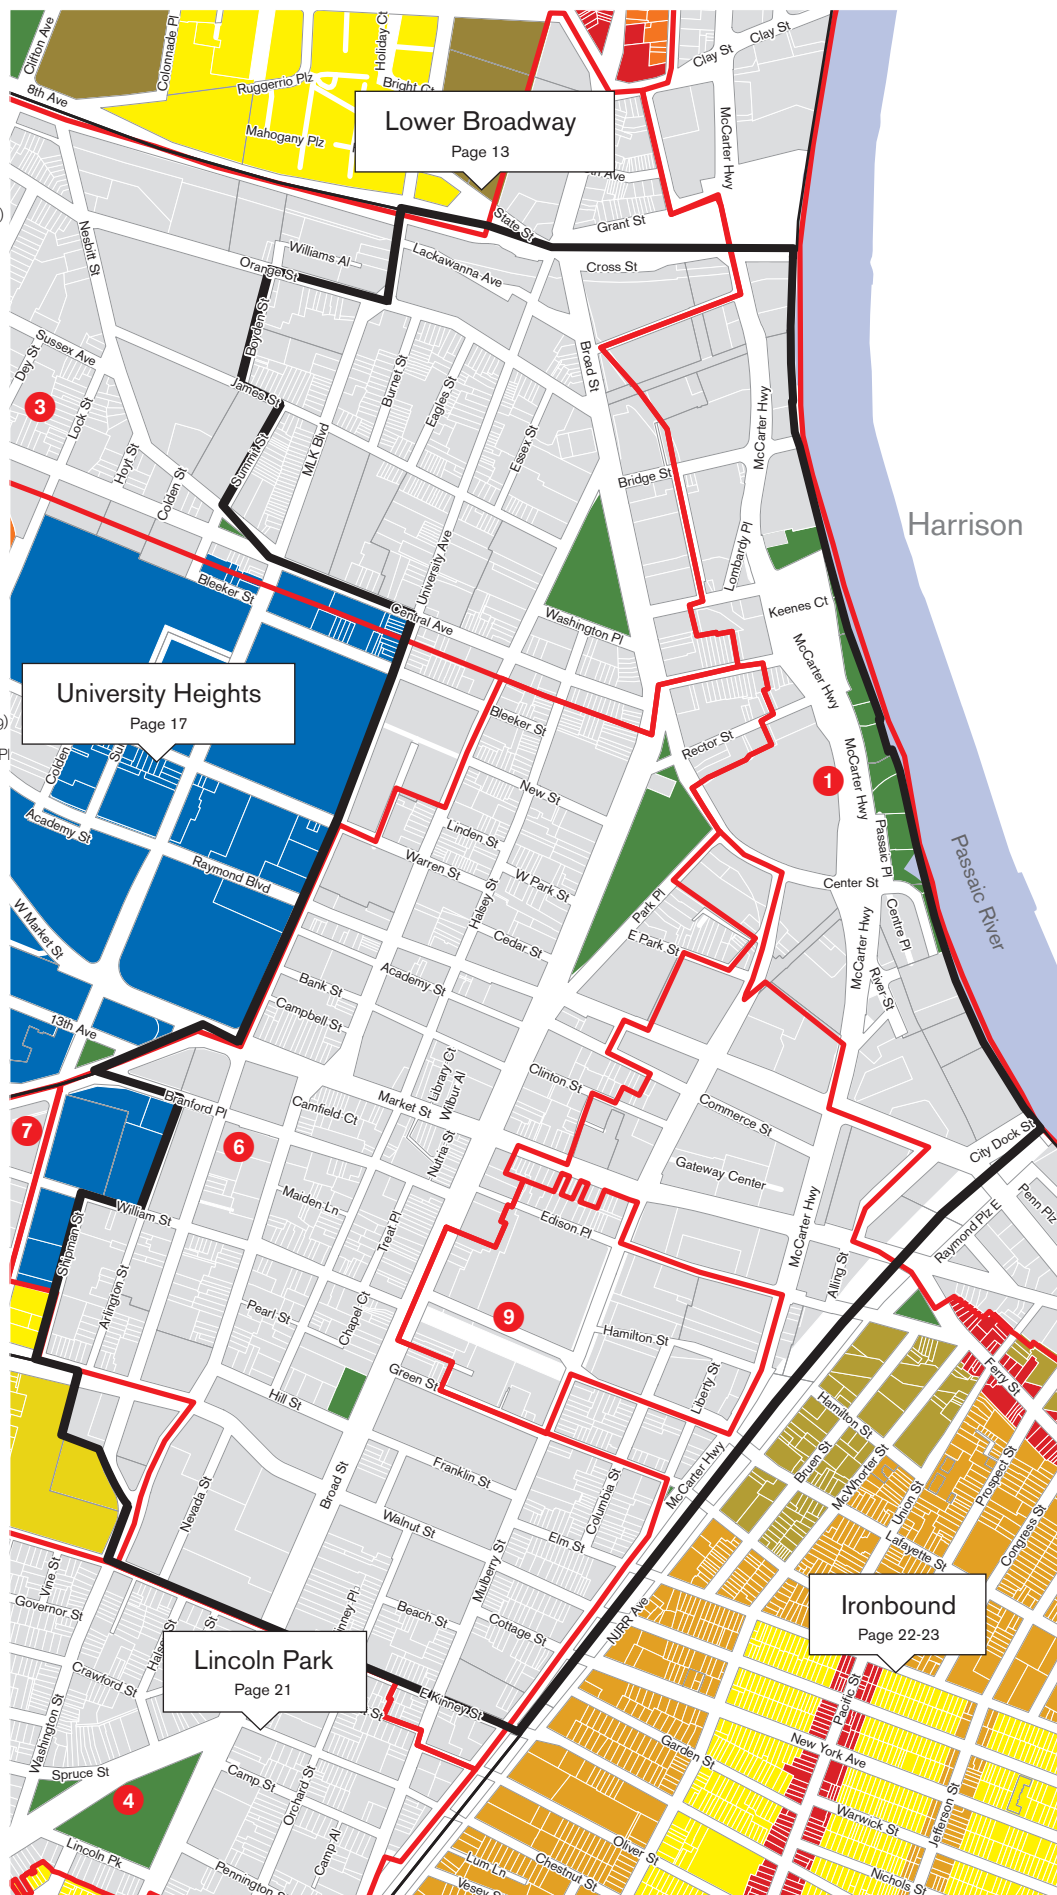 Clifton Ave
Colonnade Pl
Holiday Ct
Clay St
Clay St
Ruggerrio Plz
Bright Ct
8th Ave
Mahogany Plz
Lower Broadway
Page 13
McCarter Hwy
Grant St
State St
Nesbitt St
Williams Al
Lackawanna Ave
Cross St
Orange St
Boyden St
Sussex Ave
Dey St
Broad St
Burnet St
Eagles St
James St
McCarter Hwy
3
Lock St
Summit St
MLK Blvd
Essex St
Hoyt St
Colden St
Bridge St
Harrison
Lombardy Pl
University Ave
Bleeker St
Central Ave
Washington Pl
Keenes Ct
McCarter Hwy
University Heights
Page 17
Bleeker St
Rector St
Pl
Colden
New St
1
McCarter Hwy
Academy St
Linden St
Passaic Pl
Raymond Blvd
Warren St
W Park St
Center St
Passaic River
Halsey St
Park Pl
W Market St
Cedar St
E Park St
McCarter Hwy
Centre Pl
Bank St
Academy St
River St
Campbell St
13th Ave
Library Ct
Wilbur Al
Clinton St
Branford Pl
Camfield Ct
Market St
Commerce St
7
6
Nutria St
City Dock St
Gateway Center
Maiden Ln
William St
Shipman St
Treat Pl
Edison Pl
McCarter Hwy
Penn Plz
Raymond Plz E
Alling St
Arlington St
Pearl St
Chapel Ct
9
Hamilton St
Green St
Liberty St
Ferry St
Hill St
Hamilton St
Bruen St
McWhorter St
Franklin St
Broad St
Nevada St
Columbia St
McCarter Hwy
Prospect St
Union St
Walnut St
Elm St
Lafayette St
Congress St
Vine St
Mulberry St
Governor St
Beach St
Cottage St
NJRR Ave
Ironbound
Page 22-23
Lincoln Park
Page 21
Crawford St
E Kinney St
Pacific St
Washington St
Garden St
New York Ave
Spruce St
Camp St
Orchard St
4
Warwick St
Jefferson St
Lincoln Pk
Camp Al
Oliver St
Lum Ln
Chestnut St
Nichols St